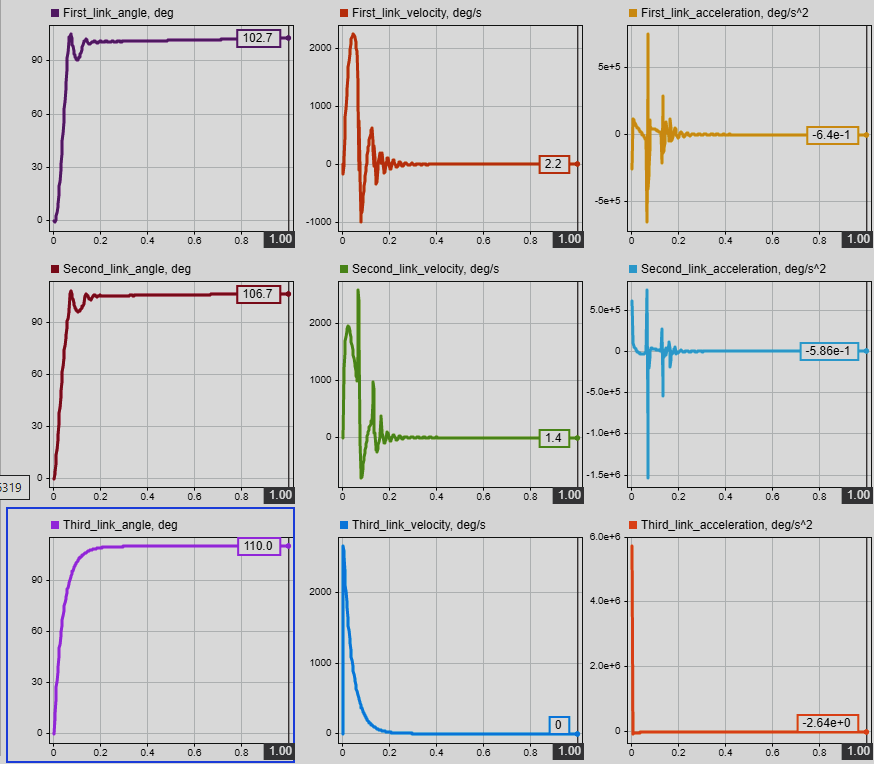 First_link_angle, deg
90
60
30
0
102.7
0 0.2 0.4 0.6 0.8 1.00
First_link_velocity, deg/s
2000
1000
0
-1000
2.2
0 0.2 0.4 0.6 0.8 1.00
First_link_acceleration, deg/s^2
5e+5
0
-5e+5
-6.4e-1
0 0.2 0.4 0.6 0.8 1.00
Second_link_angle, deg
90
60
30
0
106.7
0 0.2 0.4 0.6 0.8 1.00
Second_link_velocity, deg/s
2000
1000
0
1.4
0 0.2 0.4 0.6 0.8 1.00
Second_link_acceleration, deg/s^2
5.0e+5
0
-5.0e+5
-1.0e+6
-1.5e+6
-5.86e-1
0 0.2 0.4 0.6 0.8 1.00
5319
Third_link_angle, deg
90
60
30
0
110.0
0 0.2 0.4 0.6 0.8 1.00
Third_link_velocity, deg/s
2000
1000
0
0
0 0.2 0.4 0.6 0.8 1.00
Third_link_acceleration, deg/s^2
6.0e+6
4.0e+6
2.0e+6
0
-2.64e+0
0 0.2 0.4 0.6 0.8 1.00